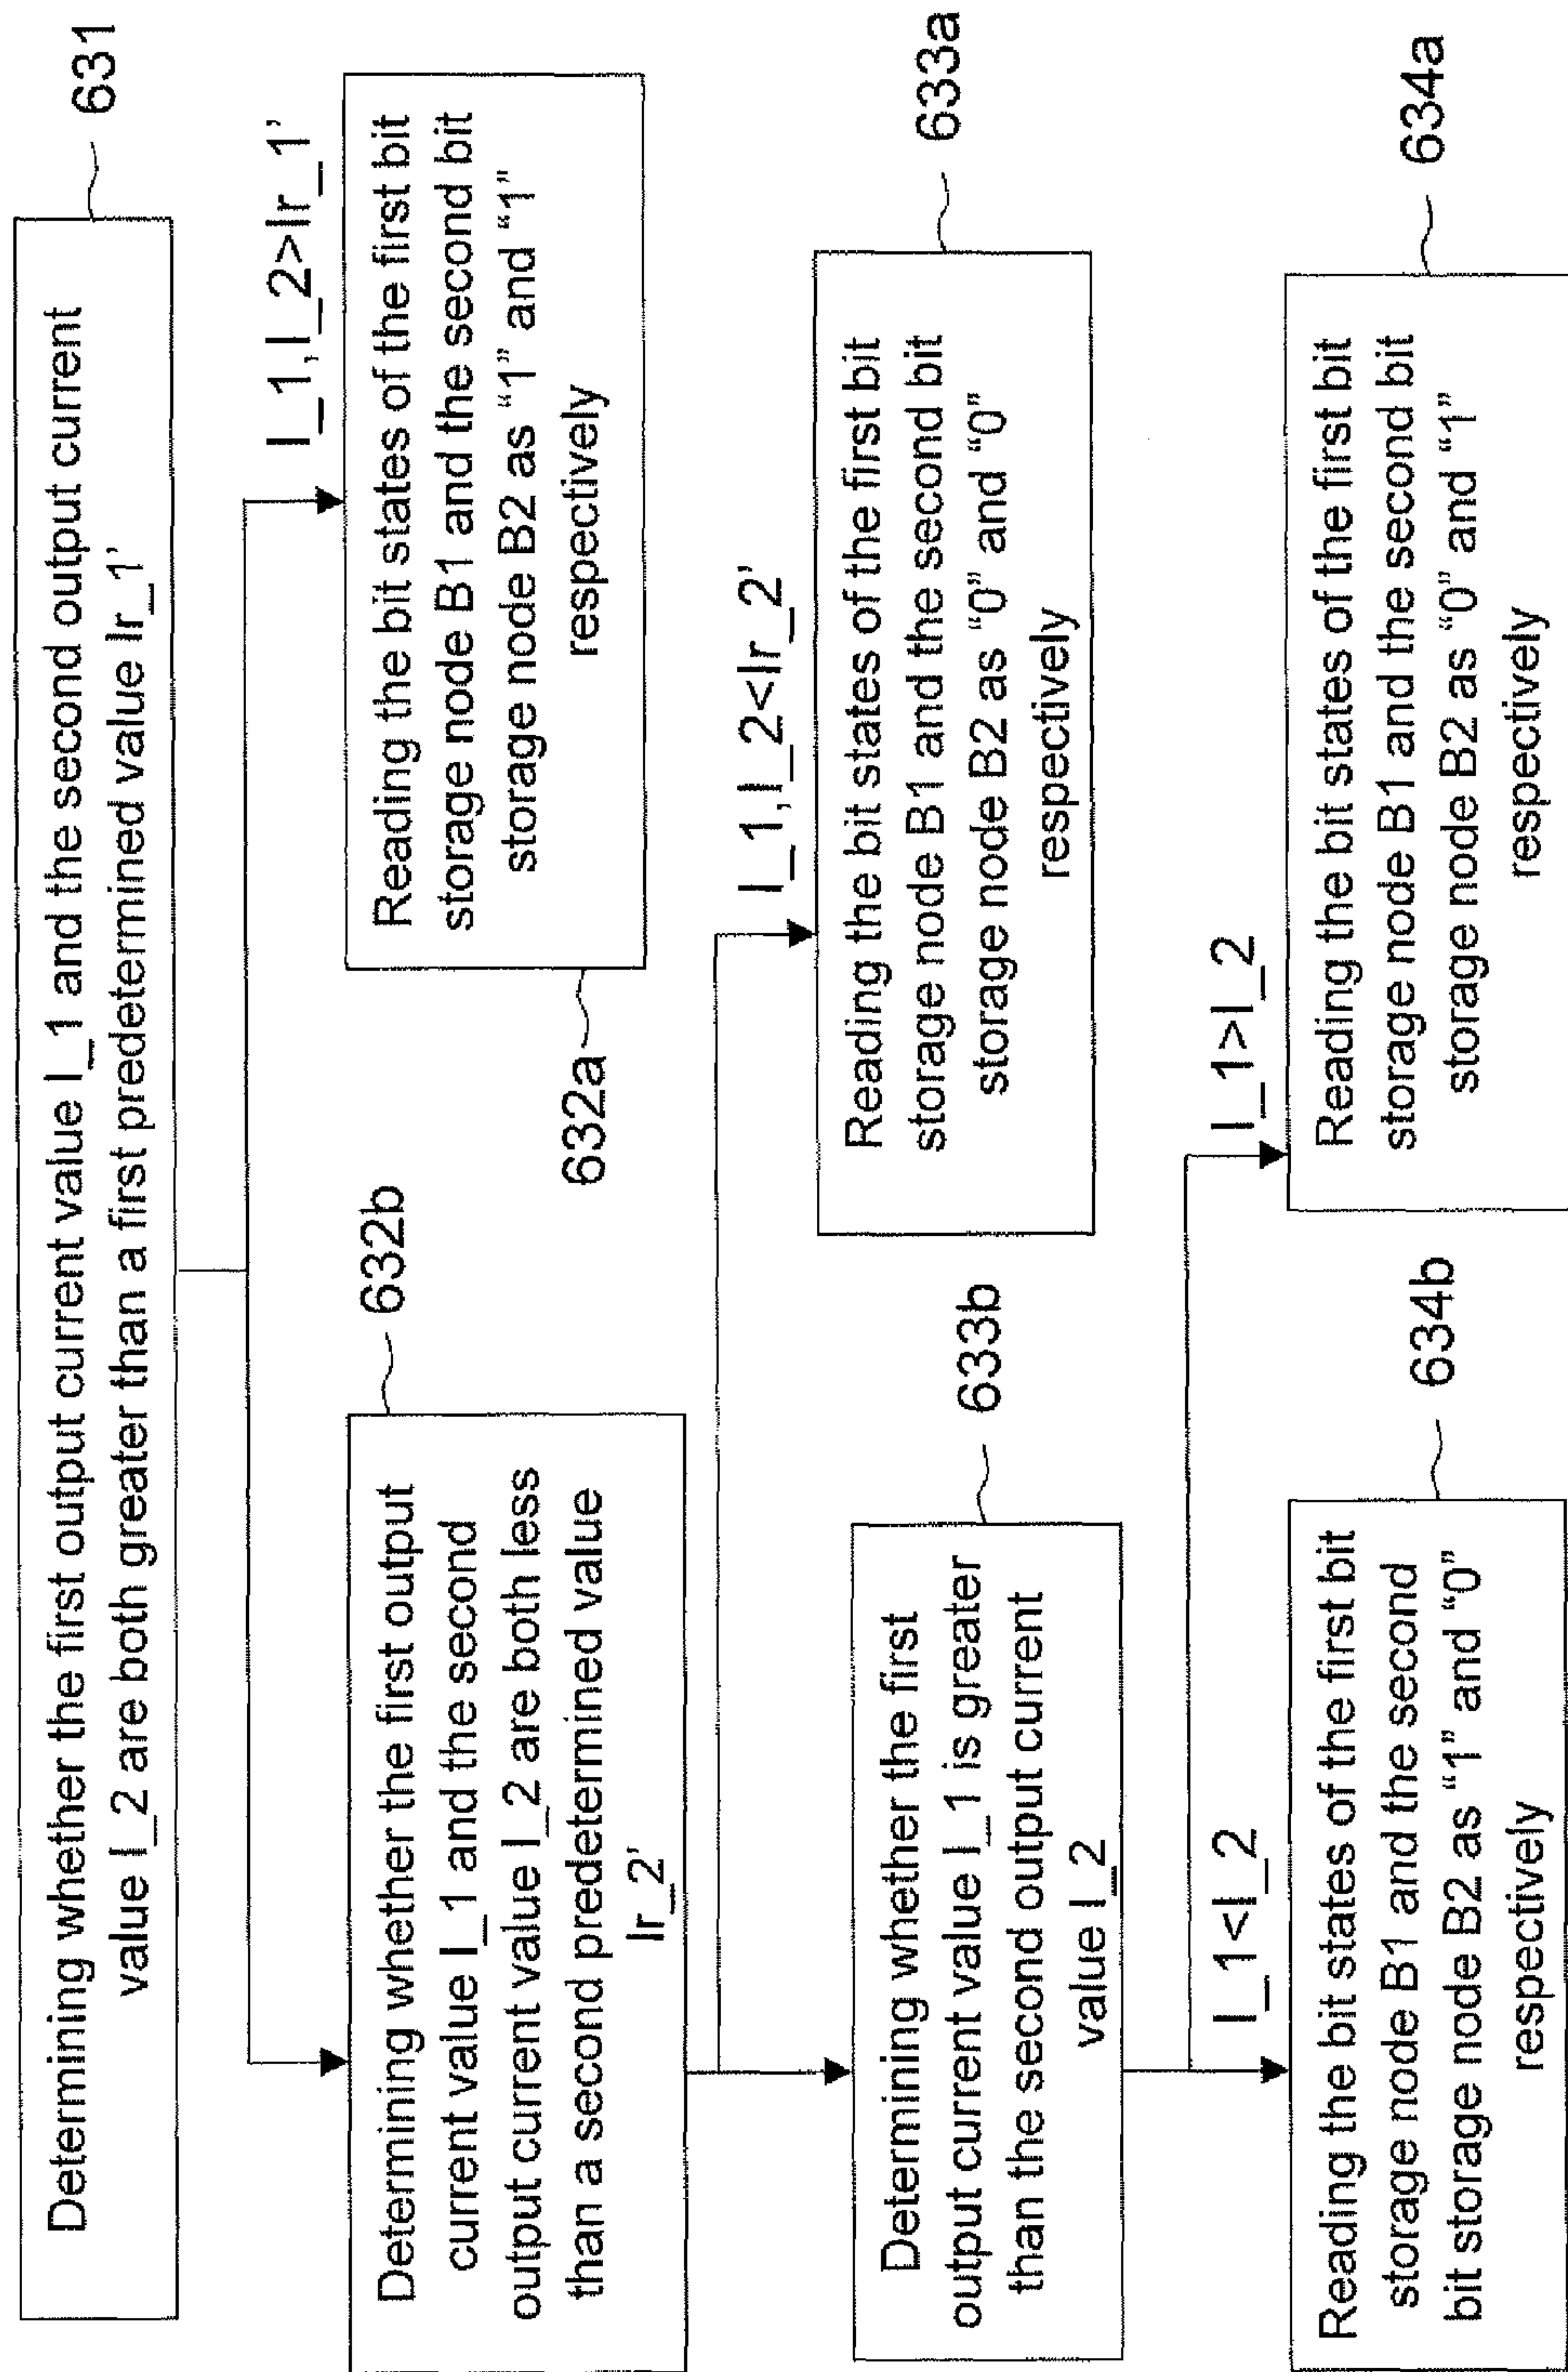 Determining whether the first output current value I_1 and the second output current
value I_2 are both greater than a first predetermined value Ir_1'
631
I_1,I_2>Ir_1'
632b
Determining whether the first output
current value I_1 and the second
output current value I_2 are both less
than a second predetermined value
Ir_2'
Reading the bit states of the first bit
storage node B1 and the second bit
storage node B2 as “1” and “1”
respectively
632a
I_1,I_2<Ir_2'
633b
Determining whether the first
output current value I_1 is greater
than the second output current
value I_2
Reading the bit states of the first bit
storage node B1 and the second bit
storage node B2 as “0” and “0”
respectively
633a
I_1<I_2
I_1>I_2
634b
Reading the bit states of the first bit
storage node B1 and the second
bit storage node B2 as “1” and “0”
respectively
Reading the bit states of the first bit
storage node B1 and the second bit
storage node B2 as “0” and “1”
respectively
634a